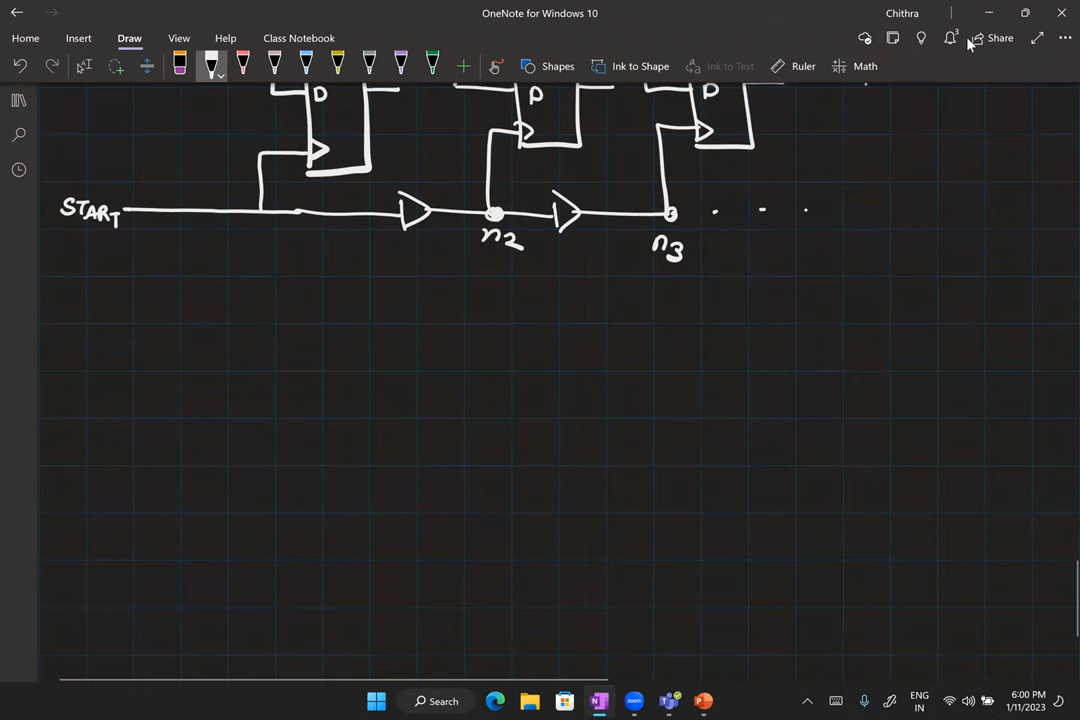 OneNote for Windows 10
Chithra
Home Insert Draw View Help Class Notebook
3
Share
Shapes Ink to Shape Ink to Text Ruler Math
D D D
START
n2 n3
Search
ENG
IN
6:00 PM
1/11/2023